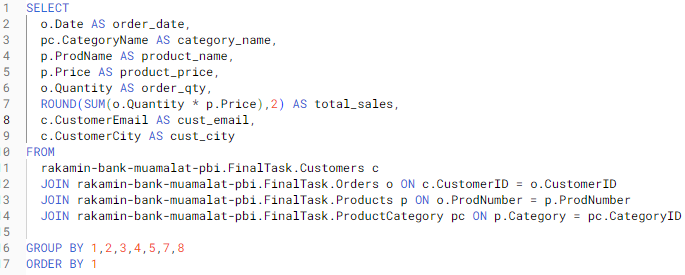 1 SELECT
2 o.Date AS order_date,
3 pc.CategoryName AS category_name,
4 p.ProdName AS product_name,
5 p.Price AS product_price,
6 o.Quantity AS order_qty,
7 ROUND(SUM(o.Quantity * p.Price),2) AS total_sales,
8 c.CustomerEmail AS cust_email,
9 c.CustomerCity AS cust_city
0 FROM
1 rakamin-bank-muamalat-pbi.FinalTask.Customers c
2 JOIN rakamin-bank-muamalat-pbi.FinalTask.Orders o ON c.CustomerID = o.CustomerID
3 JOIN rakamin-bank-muamalat-pbi.FinalTask.Products p ON o.ProdNumber = p.ProdNumber
4 JOIN rakamin-bank-muamalat-pbi.FinalTask.ProductCategory pc ON p.Category = pc.CategoryID
5
6 GROUP BY 1,2,3,4,5,7,8
7 ORDER BY 1